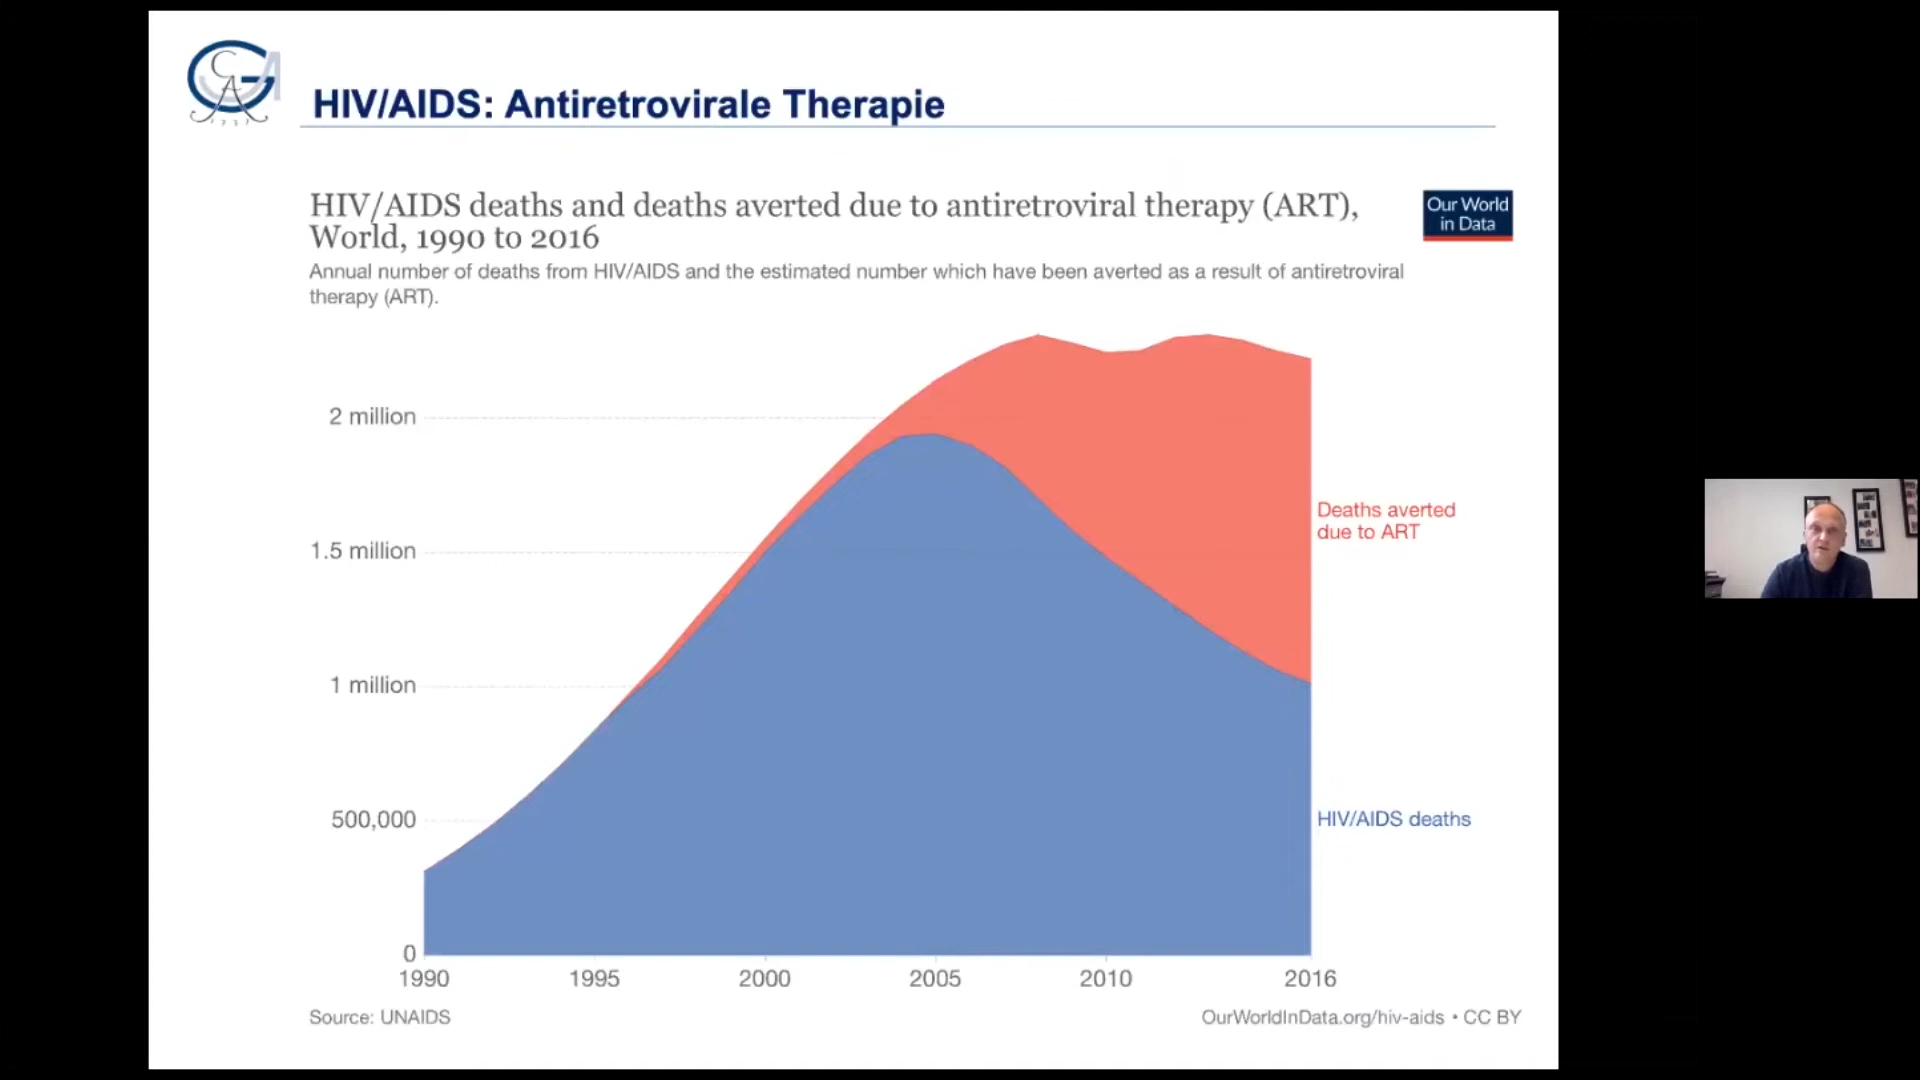 HIV/AIDS: Antiretrovirale Therapie
HIV/AIDS deaths and deaths averted due to antiretroviral therapy (ART),
World, 1990 to 2016
Our World
in Data
Annual number of deaths from HIV/AIDS and the estimated number which have been averted as a result of antiretroviral
therapy (ART).
2 million
1.5 million
1 million
500,000
0
Deaths averted
due to ART
HIV/AIDS deaths
1990 1995 2000 2005 2010 2016
Source: UNAIDS
OurWorldInData.org/hiv-aids • CC BY